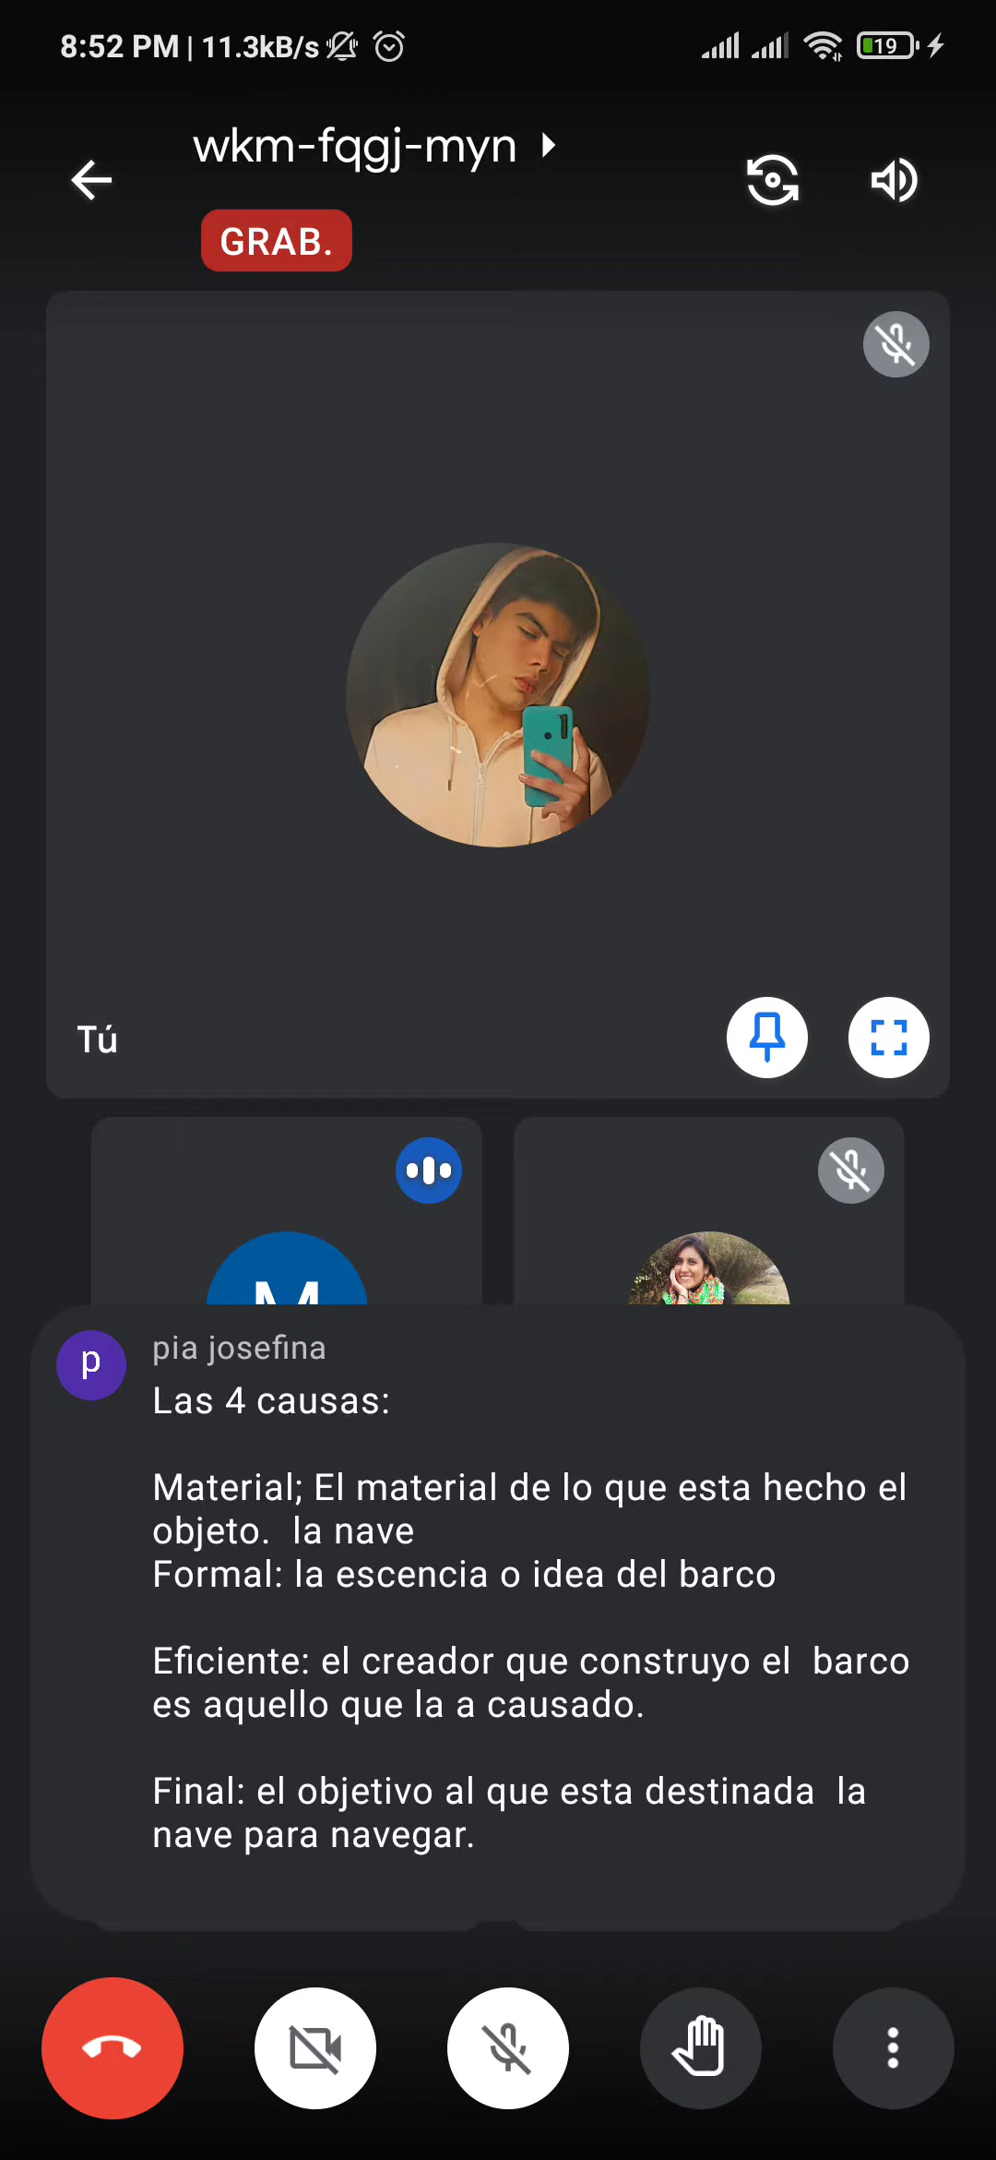 8:52 PM | 11.3kB/s 19
wkm-fqgj-myn
GRAB.
Tú
M
p
pia josefina
Las 4 causas:
Material; El material de lo que esta hecho el
objeto.  la nave
Formal: la escencia o idea del barco
Eficiente: el creador que construyo el  barco
es aquello que la a causado.
Final: el objetivo al que esta destinada  la
nave para navegar.